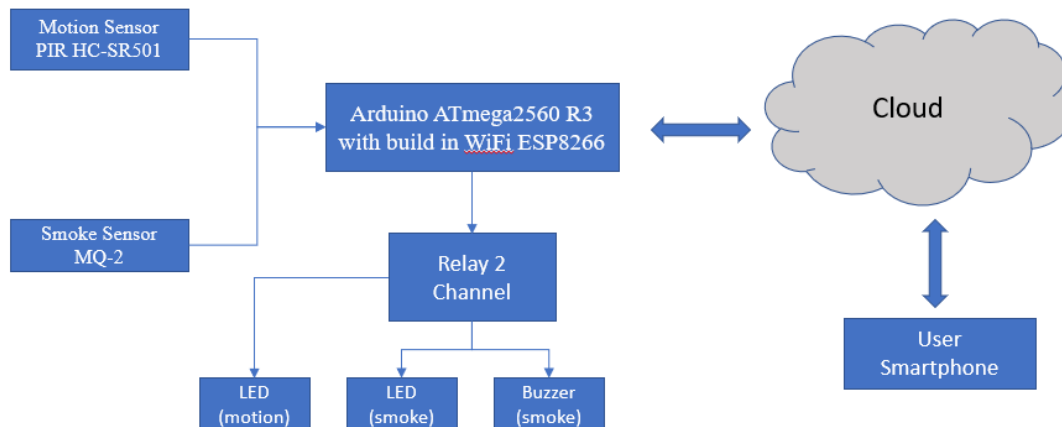 Motion Sensor
PIR HC-SR501
Arduino ATmega2560 R3
with build in WiFi ESP8266
Cloud
Smoke Sensor
MQ-2
Relay 2
Channel
User
Smartphone
LED
(motion)
LED
(smoke)
Buzzer
(smoke)